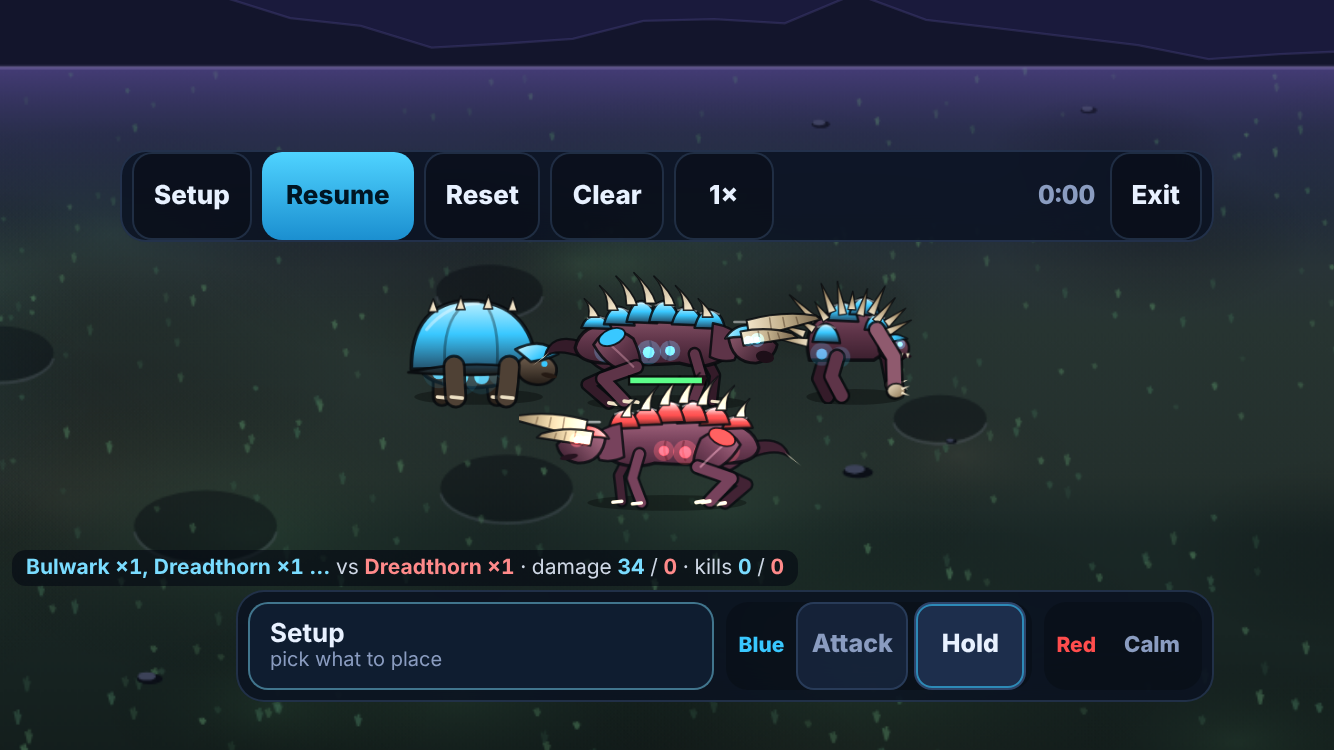 Setup Resume Reset Clear 1× 0:00 Exit
Bulwark ×1, Dreadthorn ×1 ... vs Dreadthorn ×1 · damage 34 / 0 · kills 0 / 0
Setup
pick what to place
Blue Attack Hold Red Calm